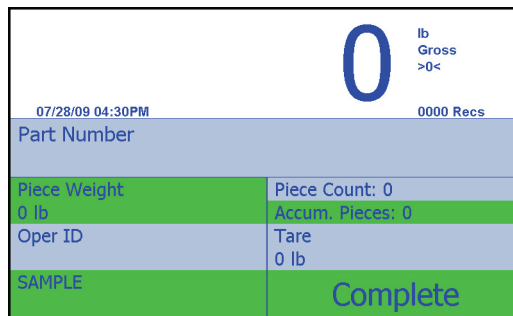 0
lb
Gross
>0<
07/28/09 04:30PM
0000 Recs
Part Number
Piece Weight
0 lb
Piece Count: 0
Accum. Pieces: 0
Oper ID
Tare
0 lb
SAMPLE
Complete